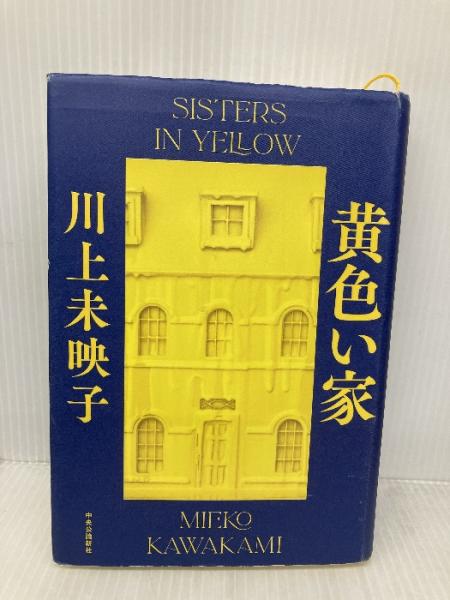 SISTERS
IN YELLOW
黄色い家
川上未映子
中央公論新社
MIEKO
KAWAKAMI